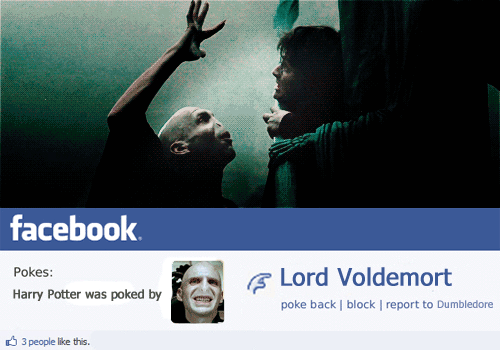 facebook.
Pokes:
Harry Potter was poked by
Lord Voldemort
poke back | block | report to Dumbledore
3 people like this.